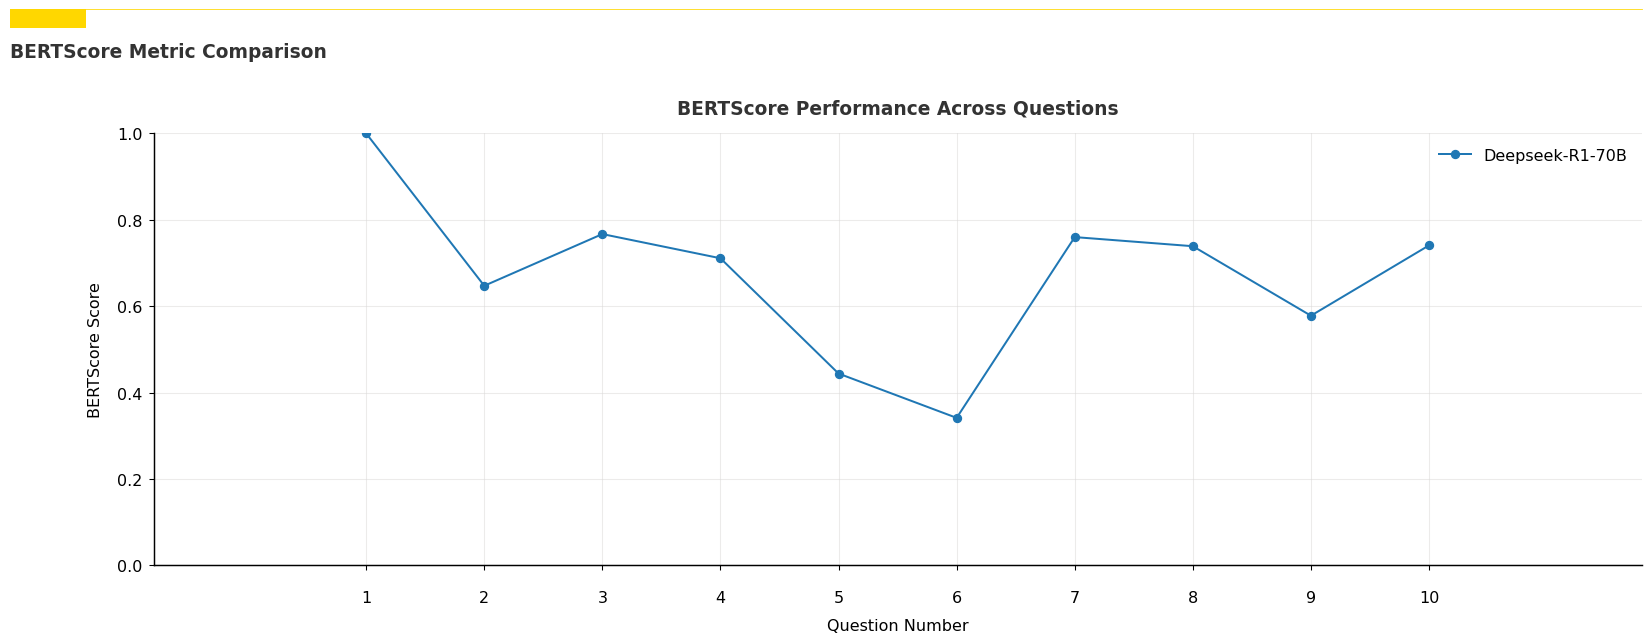 BERTScore Metric Comparison
BERTScore Performance Across Questions
1.0
0.8
0.6
0.4
0.2
0.0
BERTScore Score
Deepseek-R1-70B
1 2 3 4 5 6 7 8 9 10
Question Number